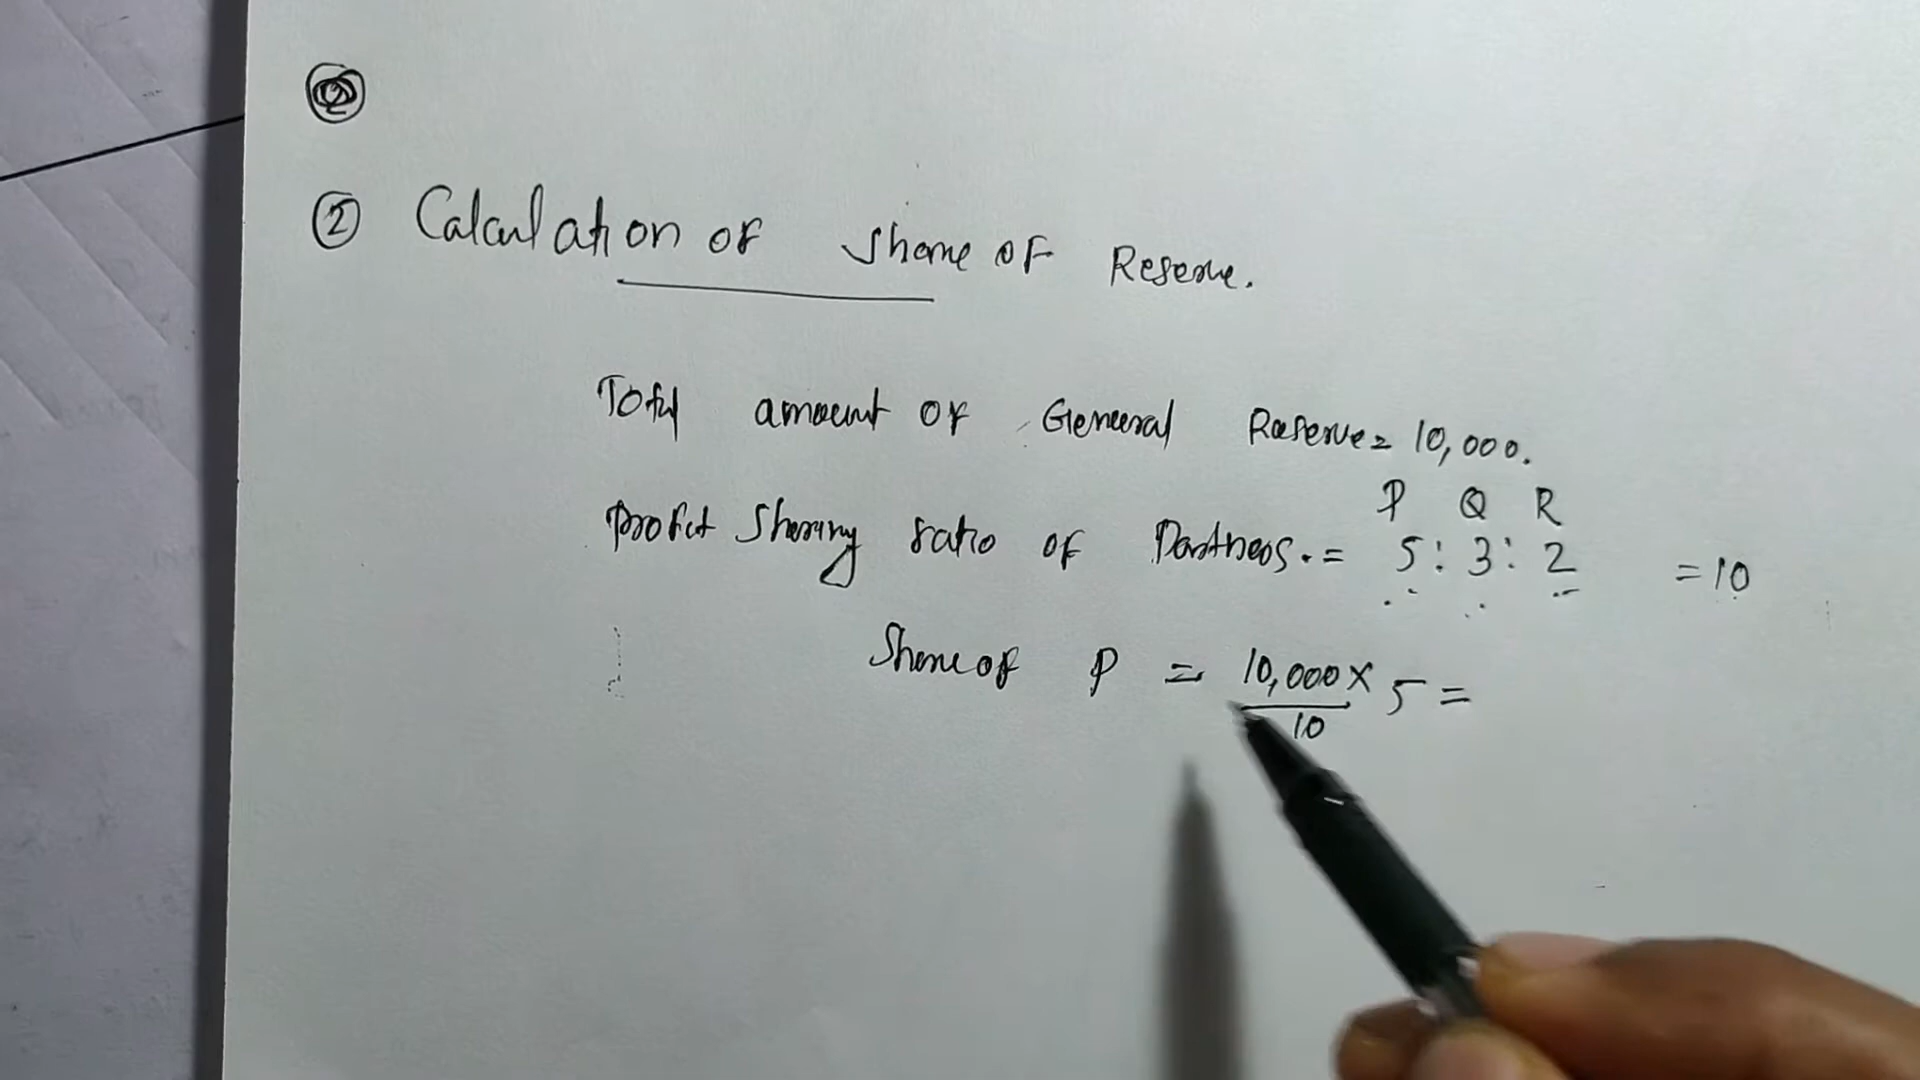 ② Calculation of share of Reserve.
Total amount of General Reserve = 10,000.
P Q R
Profit Sharing ratio of Partners. = 5 : 3 : 2 = 10
Share of P = 10,000 × 5 =
10